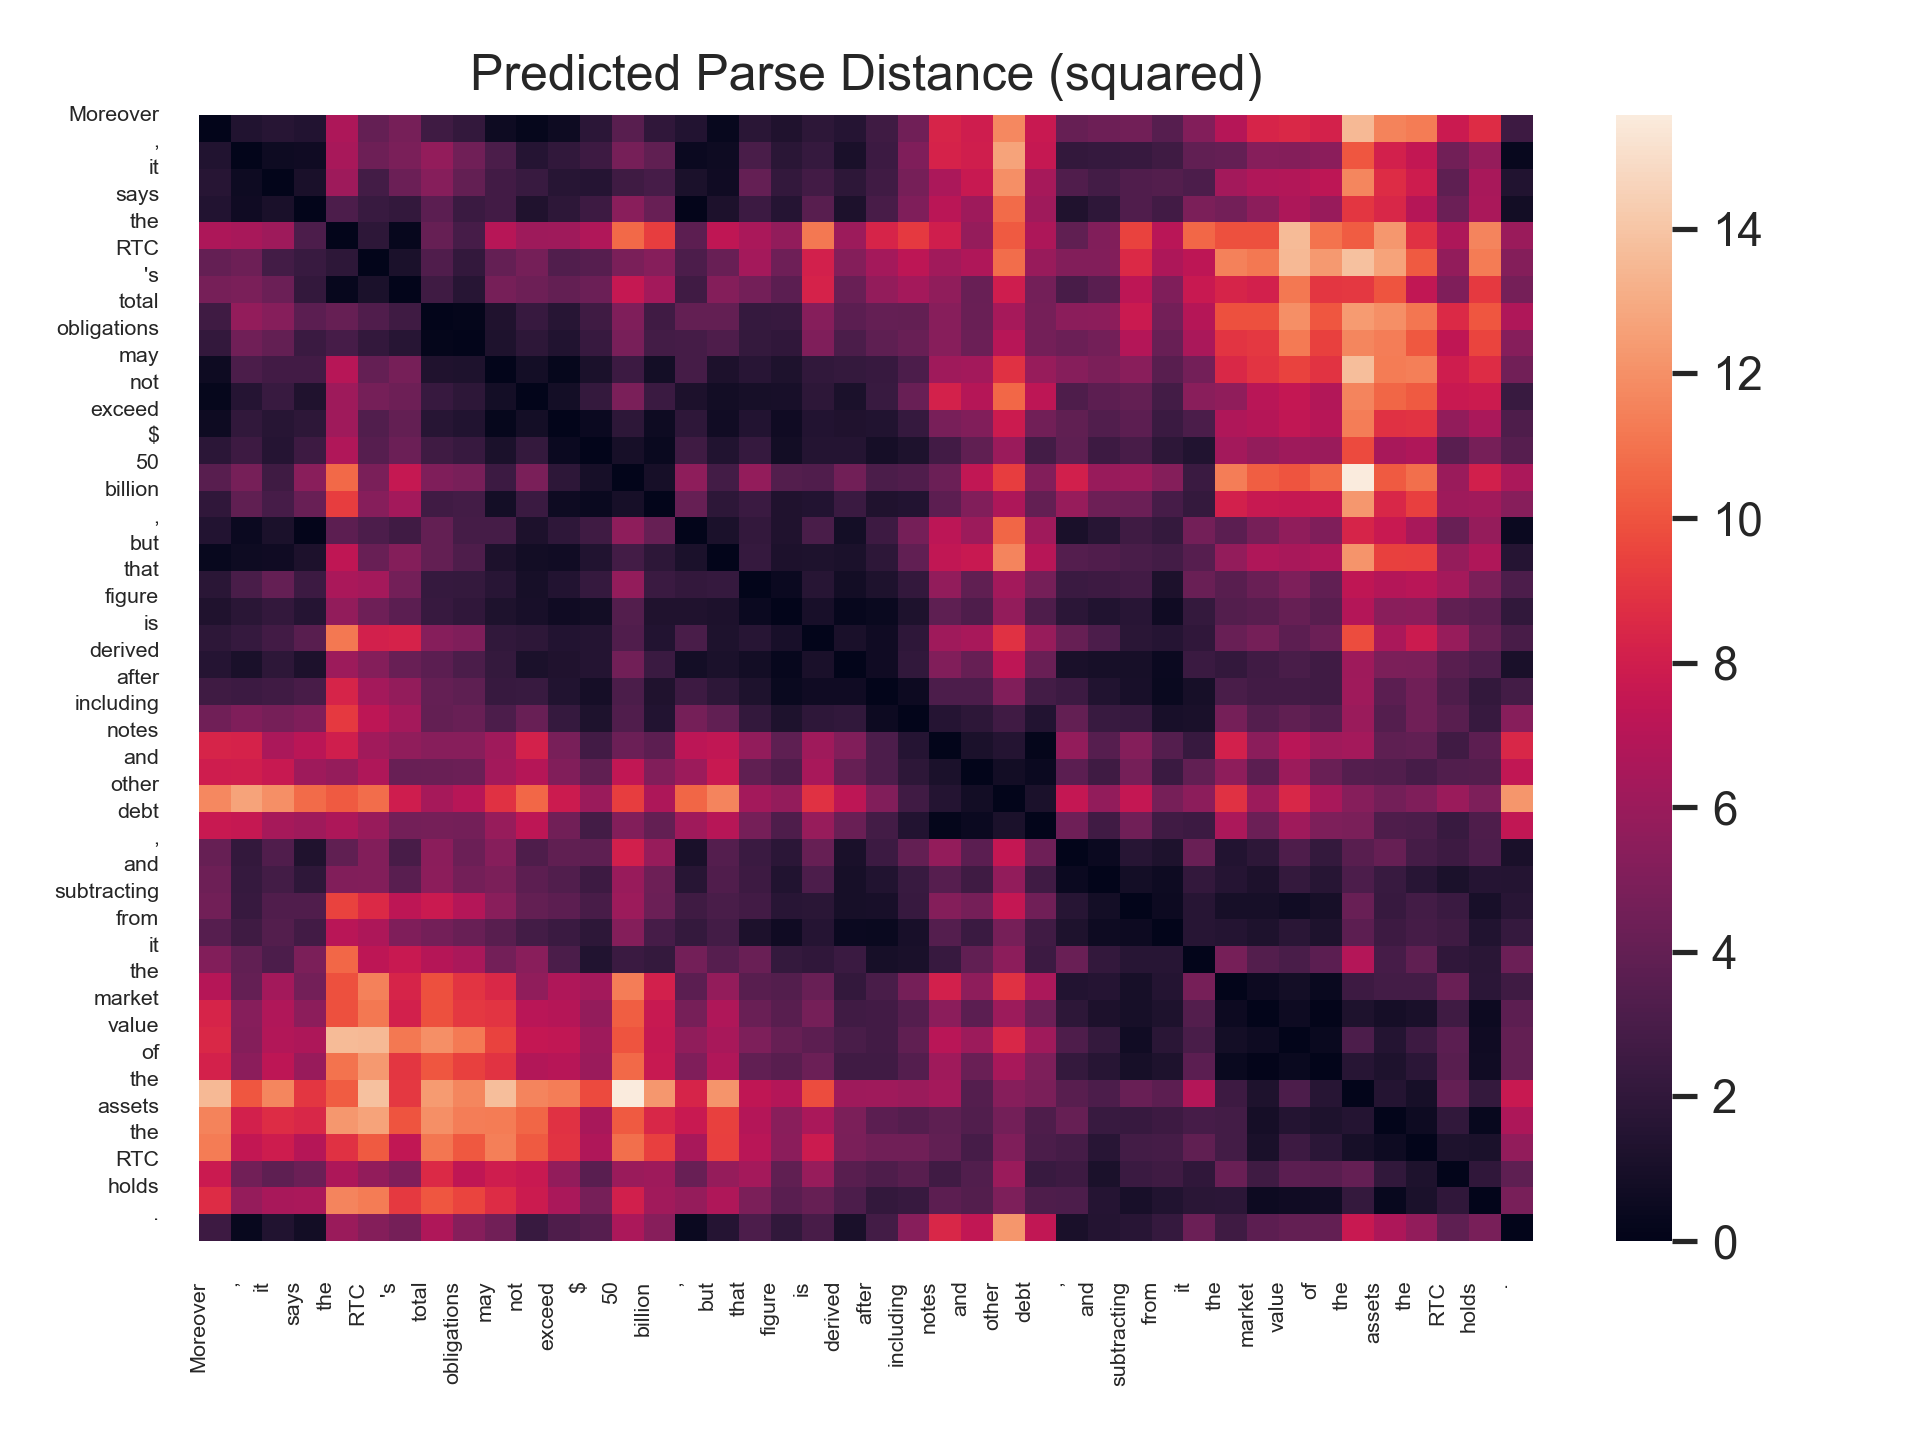 Predicted Parse Distance (squared)
Moreover
,
it
says
the
RTC
's
total
obligations
may
not
exceed
$
50
billion
,
but
that
figure
is
derived
after
including
notes
and
other
debt
,
and
subtracting
from
it
the
market
value
of
the
assets
the
RTC
holds
.
14
12
10
8
6
4
2
0
Moreover
,
it
says
the
RTC
's
total
obligations
may
not
exceed
$
50
billion
,
but
that
figure
is
derived
after
including
notes
and
other
debt
,
and
subtracting
from
it
the
market
value
of
the
assets
the
RTC
holds
.